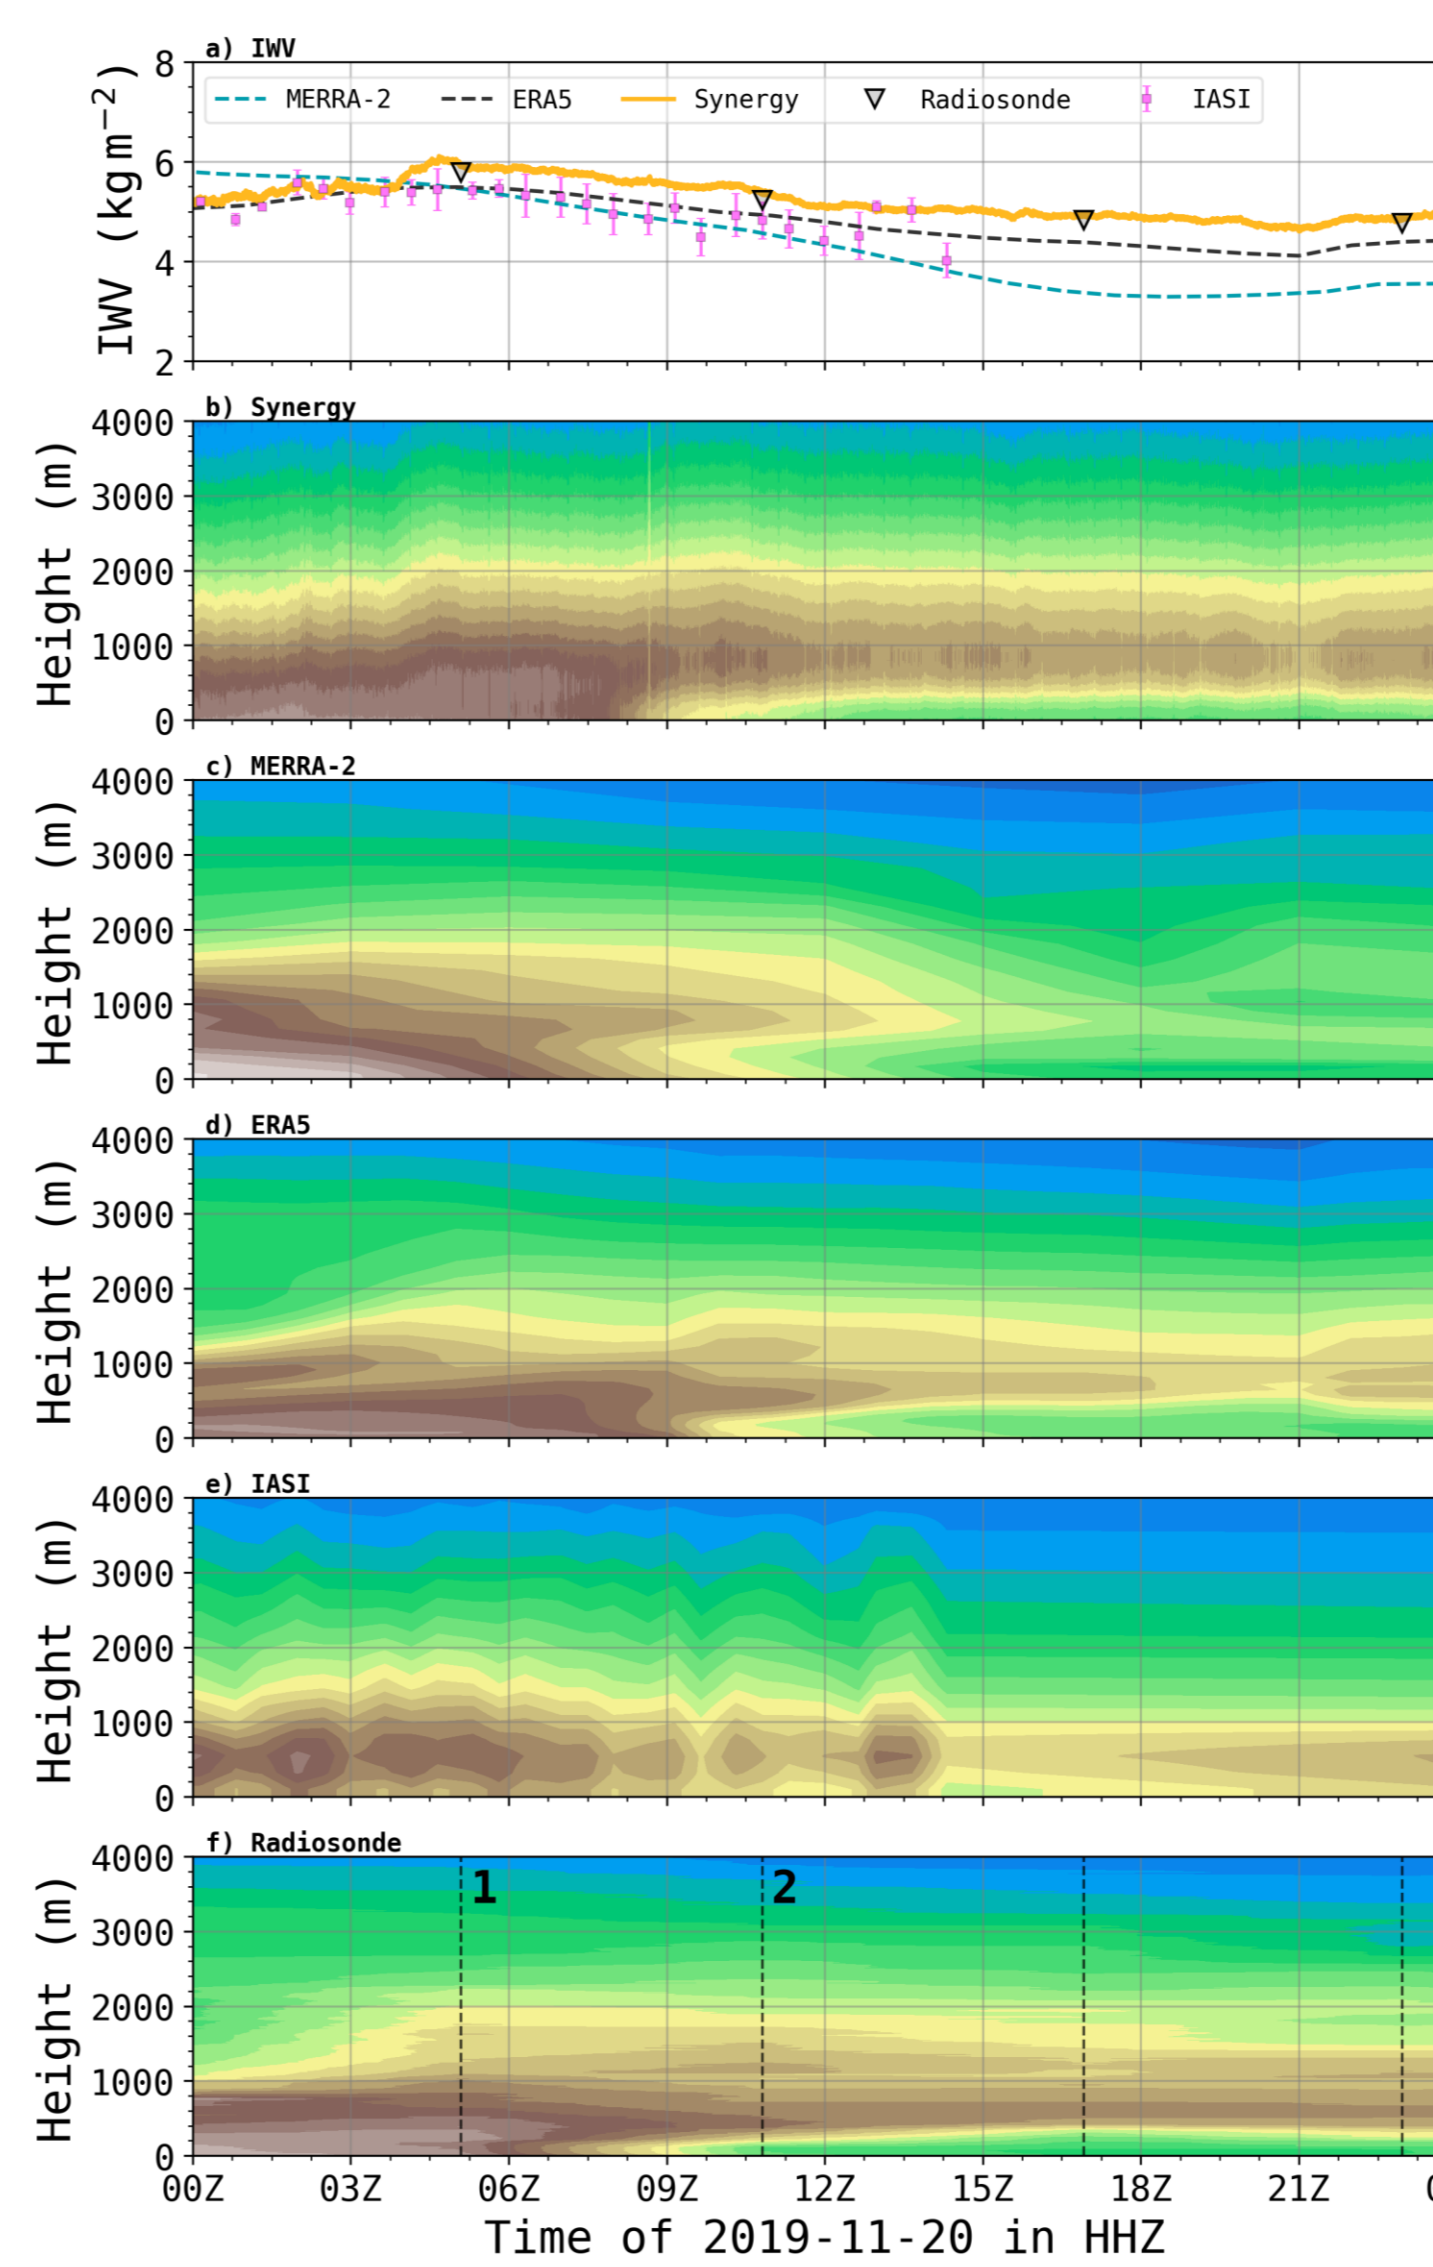 a) IWV
IWV (kg m⁻²)
8
6
4
2
MERRA-2 ERA5 Synergy Radiosonde IASI
b) Synergy
Height (m)
4000
3000
2000
1000
0
c) MERRA-2
Height (m)
4000
3000
2000
1000
0
d) ERA5
Height (m)
4000
3000
2000
1000
0
e) IASI
Height (m)
4000
3000
2000
1000
0
f) Radiosonde
Height (m)
4000
3000
2000
1000
0
1 2
00Z 03Z 06Z 09Z 12Z 15Z 18Z 21Z
Time of 2019-11-20 in HHZ